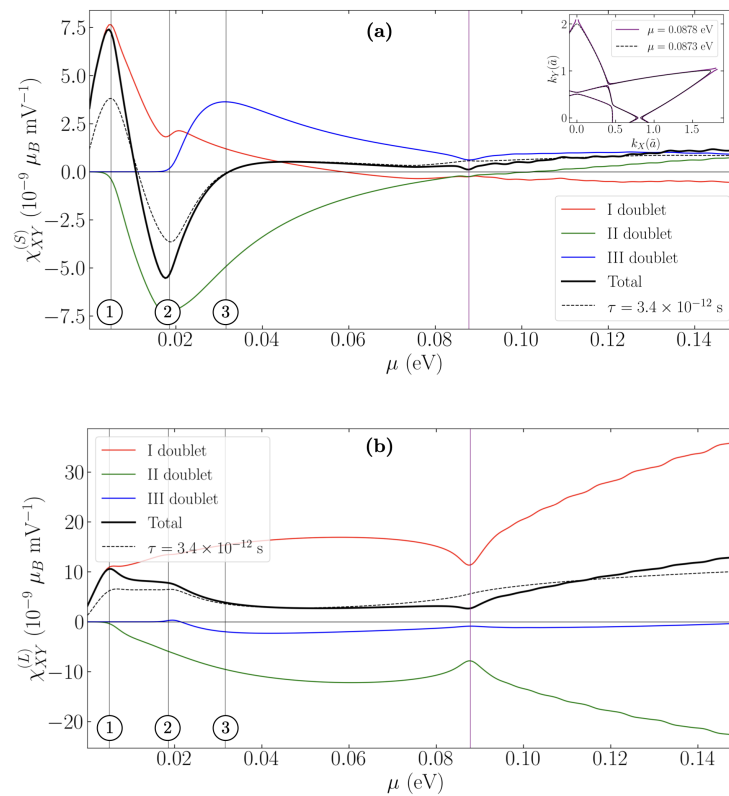 (a)
7.5
5.0
2.5
0.0
−2.5
−5.0
−7.5
χ_{XY}^{(S)} (10⁻⁹ μ_B mV⁻¹)
2
1
0
k_Y(ã)
0.0 0.5 1.0 1.5
k_X(ã)
μ = 0.0878 eV
μ = 0.0873 eV
I doublet
II doublet
III doublet
Total
τ = 3.4 × 10⁻¹² s
1 2 3
0.02 0.04 0.06 0.08 0.10 0.12 0.14
μ (eV)
(b)
30
20
10
0
−10
−20
χ_{XY}^{(L)} (10⁻⁹ μ_B mV⁻¹)
I doublet
II doublet
III doublet
Total
τ = 3.4 × 10⁻¹² s
1 2 3
0.02 0.04 0.06 0.08 0.10 0.12 0.14
μ (eV)